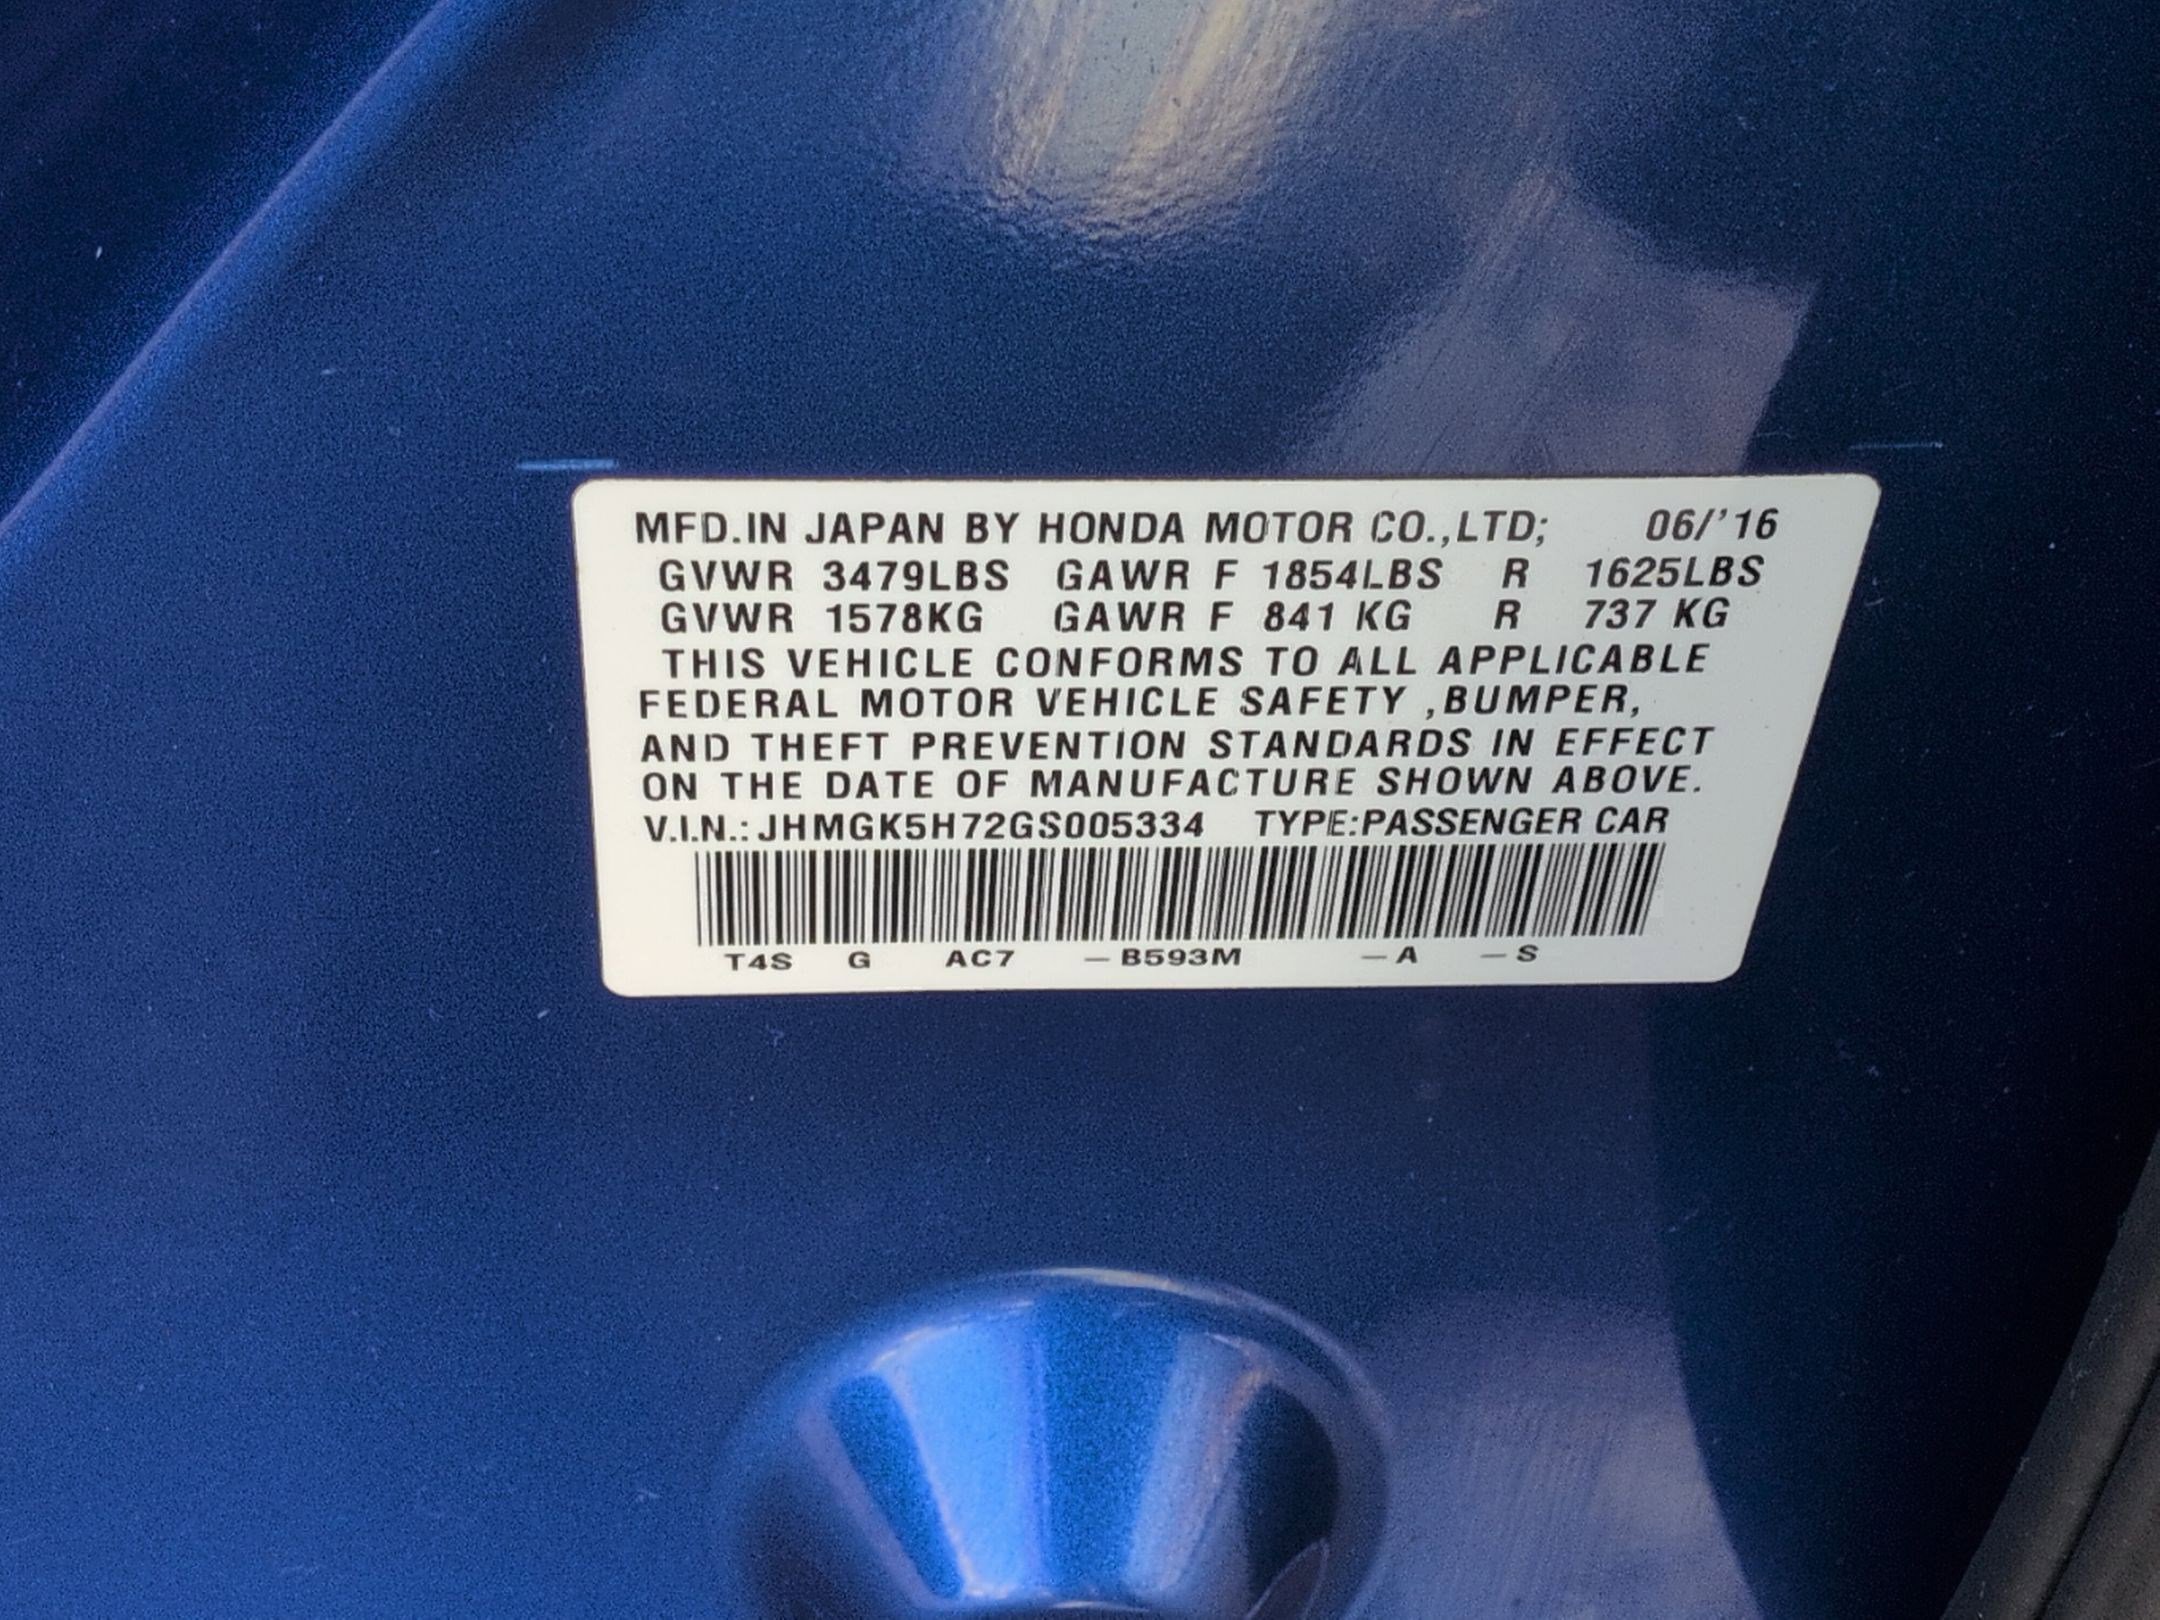 MFD.IN JAPAN BY HONDA MOTOR CO.,LTD; 06/'16
GVWR 3479LBS GAWR F 1854LBS R 1625LBS
GVWR 1578KG GAWR F 841 KG R 737 KG
THIS VEHICLE CONFORMS TO ALL APPLICABLE
FEDERAL MOTOR VEHICLE SAFETY ,BUMPER,
AND THEFT PREVENTION STANDARDS IN EFFECT
ON THE DATE OF MANUFACTURE SHOWN ABOVE.
V.I.N.: JHMGK5H72GS005334 TYPE:PASSENGER CAR
T4S G AC7 – B593M – A – S